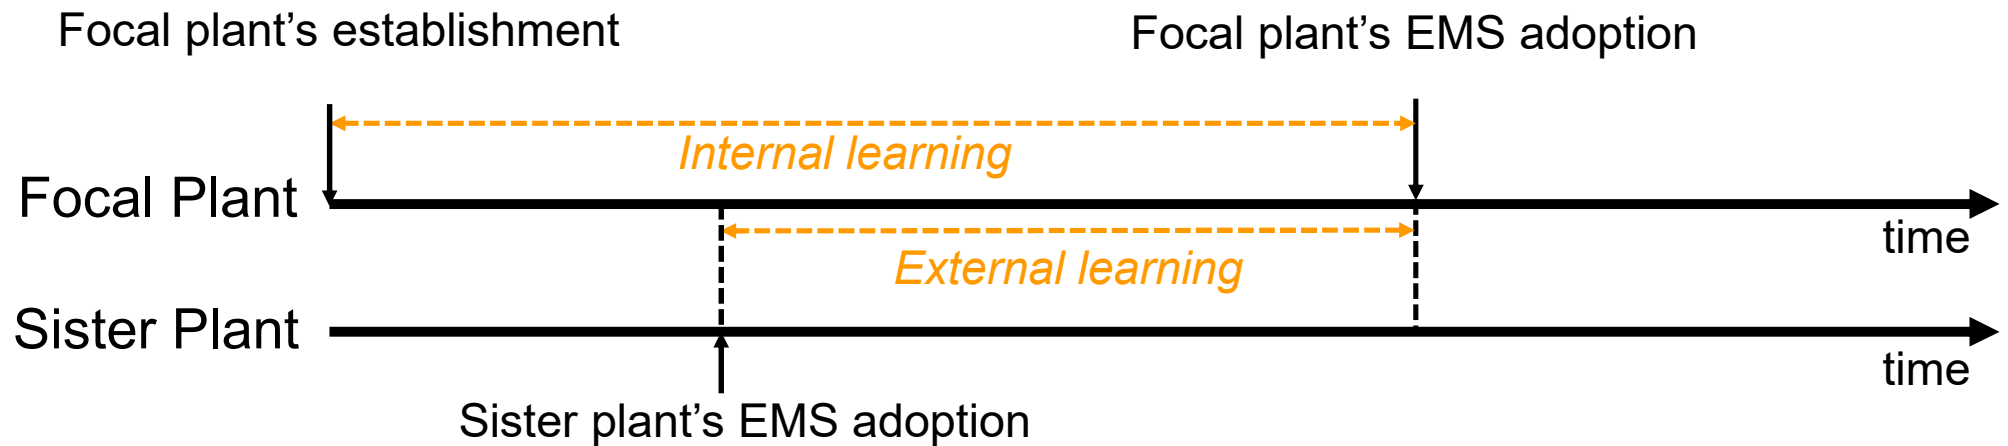 Focal plant’s establishment
Focal plant’s EMS adoption
Internal learning
Focal Plant
time
External learning
Sister Plant
time
Sister plant’s EMS adoption